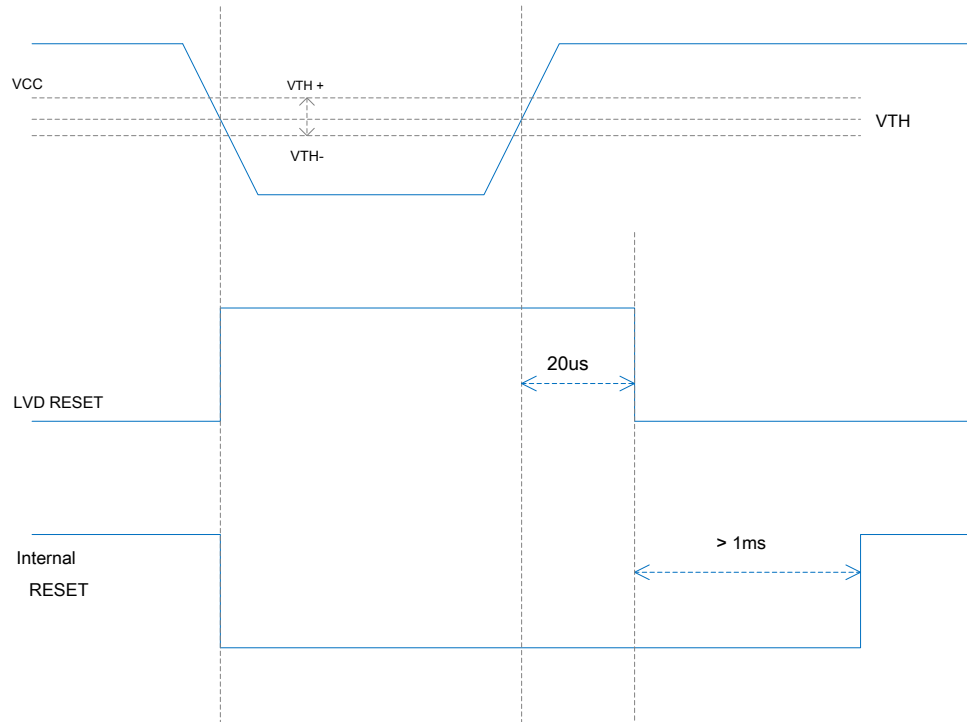 VCC
VTH +
VTH
VTH-
20us
LVD RESET
> 1ms
Internal
RESET